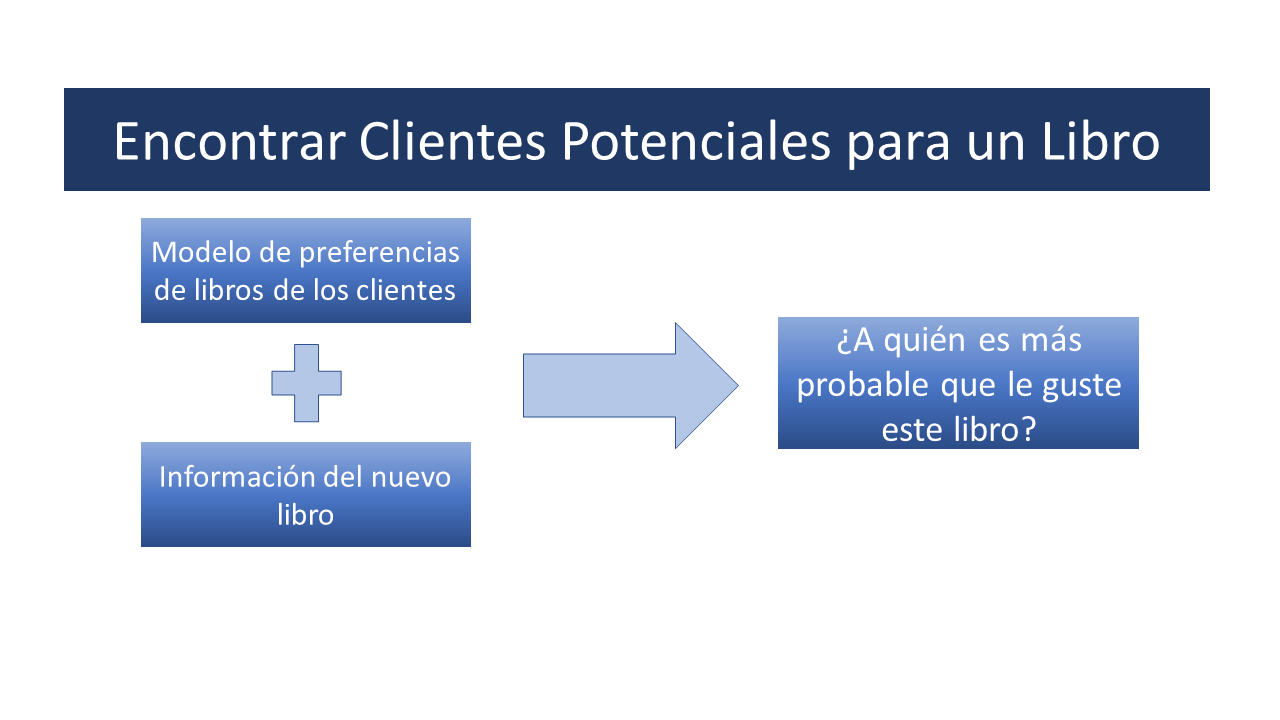 Encontrar Clientes Potenciales para un Libro
Modelo de preferencias
de libros de los clientes
Información del nuevo
libro
¿A quién es más
probable que le guste
este libro?